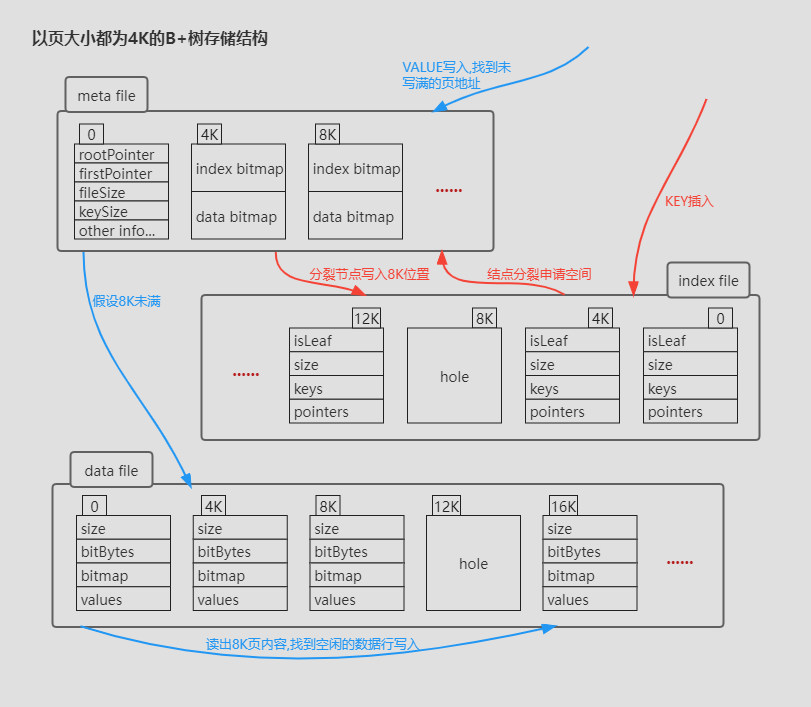 以页大小都为4K的B+树存储结构
VALUE写入,找到未
写满的页地址
meta file
0
4K
8K
rootPointer
firstPointer
fileSize
keySize
other info...
index bitmap
data bitmap
index bitmap
data bitmap
......
KEY插入
分裂节点写入8K位置
结点分裂申请空间
index file
假设8K未满
12K
8K
4K
0
......
isLeaf
size
keys
pointers
hole
isLeaf
size
keys
pointers
isLeaf
size
keys
pointers
data file
0
4K
8K
12K
16K
size
bitBytes
bitmap
values
size
bitBytes
bitmap
values
size
bitBytes
bitmap
values
hole
size
bitBytes
bitmap
values
......
读出8K页内容,找到空闲的数据行写入